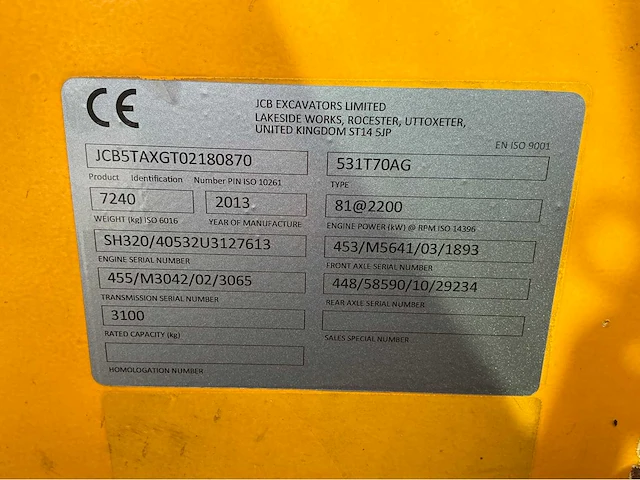 CE
JCB EXCAVATORS LIMITED
LAKESIDE WORKS, ROCESTER, UTTOXETER,
UNITED KINGDOM ST14 5JP
EN ISO 9001
JCB5TAXGT02180870
Product Identification Number PIN ISO 10261
531T70AG
TYPE
7240
WEIGHT (kg) ISO 6016
2013
YEAR OF MANUFACTURE
81@2200
ENGINE POWER (kW) @ RPM ISO 14396
SH320/40532U3127613
ENGINE SERIAL NUMBER
453/M5641/03/1893
FRONT AXLE SERIAL NUMBER
455/M3042/02/3065
TRANSMISSION SERIAL NUMBER
448/58590/10/29234
REAR AXLE SERIAL NUMBER
3100
RATED CAPACITY (kg)
SALES SPECIAL NUMBER
HOMOLOGATION NUMBER